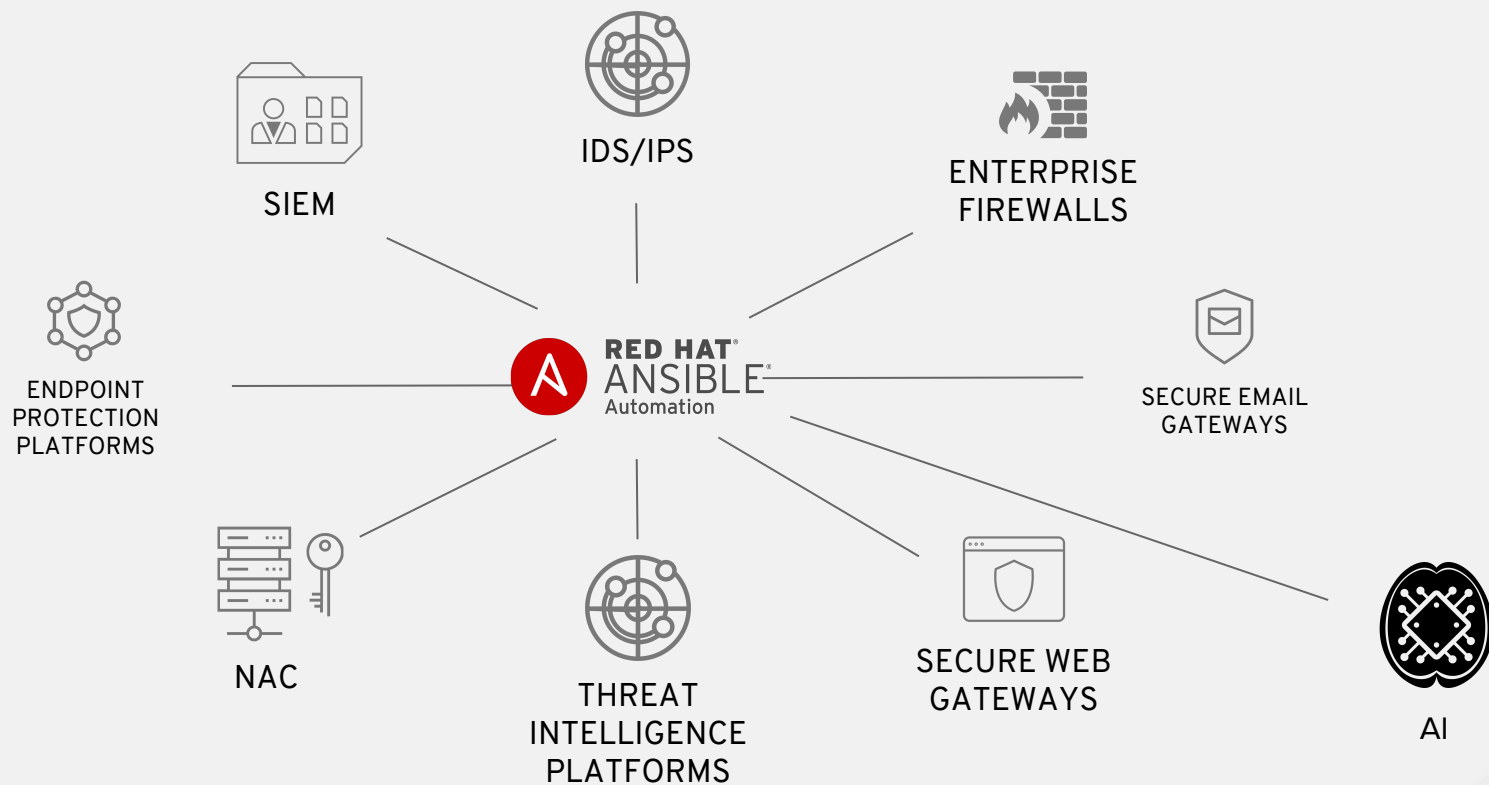 IDS/IPS
SIEM
ENTERPRISE
FIREWALLS
RED HAT®
ANSIBLE®
Automation
ENDPOINT
PROTECTION
PLATFORMS
SECURE EMAIL
GATEWAYS
NAC
THREAT
INTELLIGENCE
PLATFORMS
SECURE WEB
GATEWAYS
AI